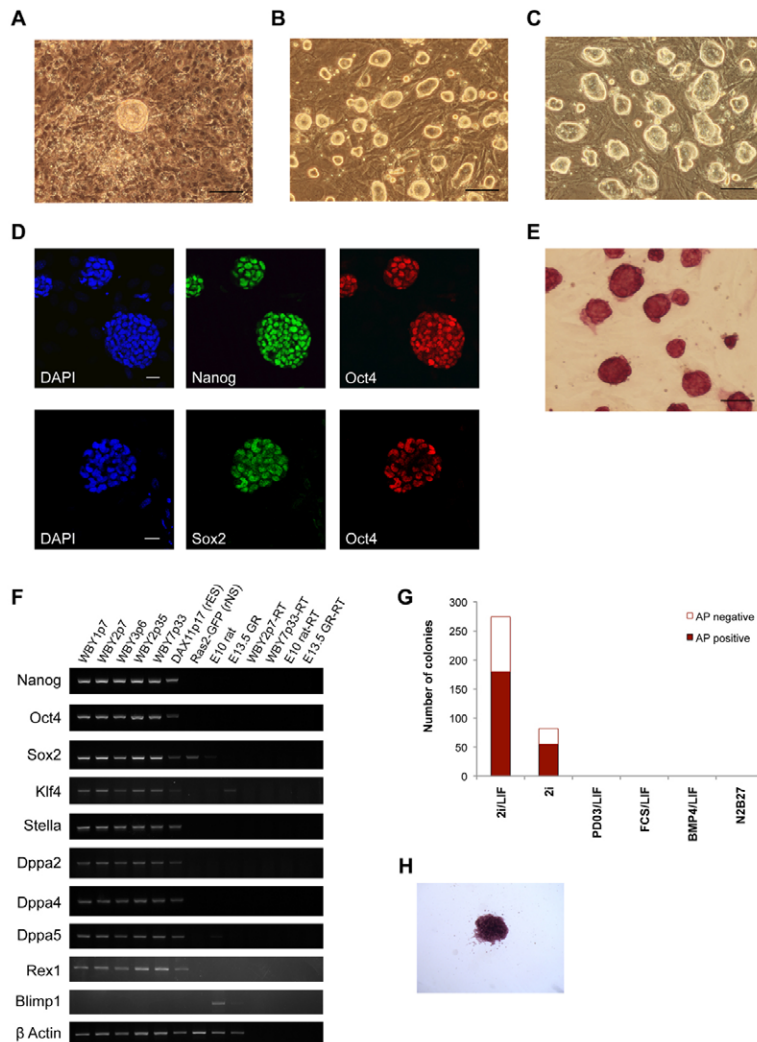 A
B
C
D
DAPI
Nanog
Oct4
DAPI
Sox2
Oct4
E
F
WBY1p7
WBY2p7
WBY3p6
WBY2p35
WBY7p33
DAX11p17 (rES)
Ras2-GFP (rNS)
E10 rat
E13.5 GR
WBY2p7-RT
WBY7p33-RT
E10 rat-RT
E13.5 GR-RT
Nanog
Oct4
Sox2
Klf4
Stella
Dppa2
Dppa4
Dppa5
Rex1
Blimp1
β Actin
G
Number of colonies
300
250
200
150
100
50
0
AP negative
AP positive
2i/LIF
2i
PD03/LIF
FCS/LIF
BMP4/LIF
N2B27
H